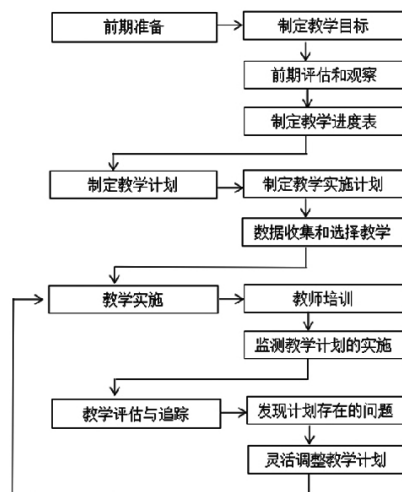 前期准备
制定教学目标
前期评估和观察
制定教学进度表
制定教学计划
制定教学实施计划
数据收集和选择教学
教学实施
教师培训
监测教学计划的实施
教学评估与追踪
发现计划存在的问题
灵活调整教学计划